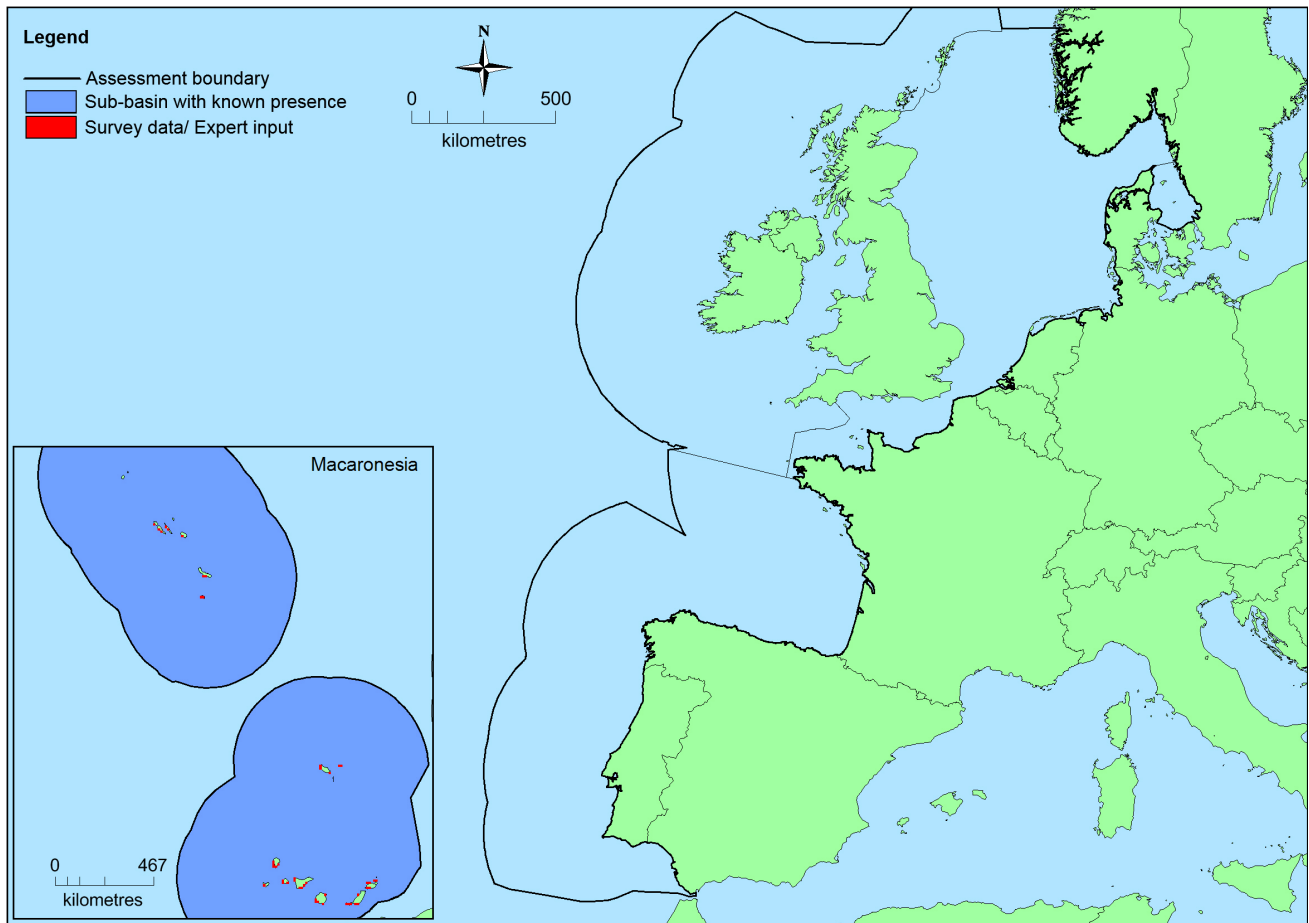 Legend
Assessment boundary
Sub-basin with known presence
Survey data/ Expert input
N
0 500
kilometres
Macaronesia
0 467
kilometres